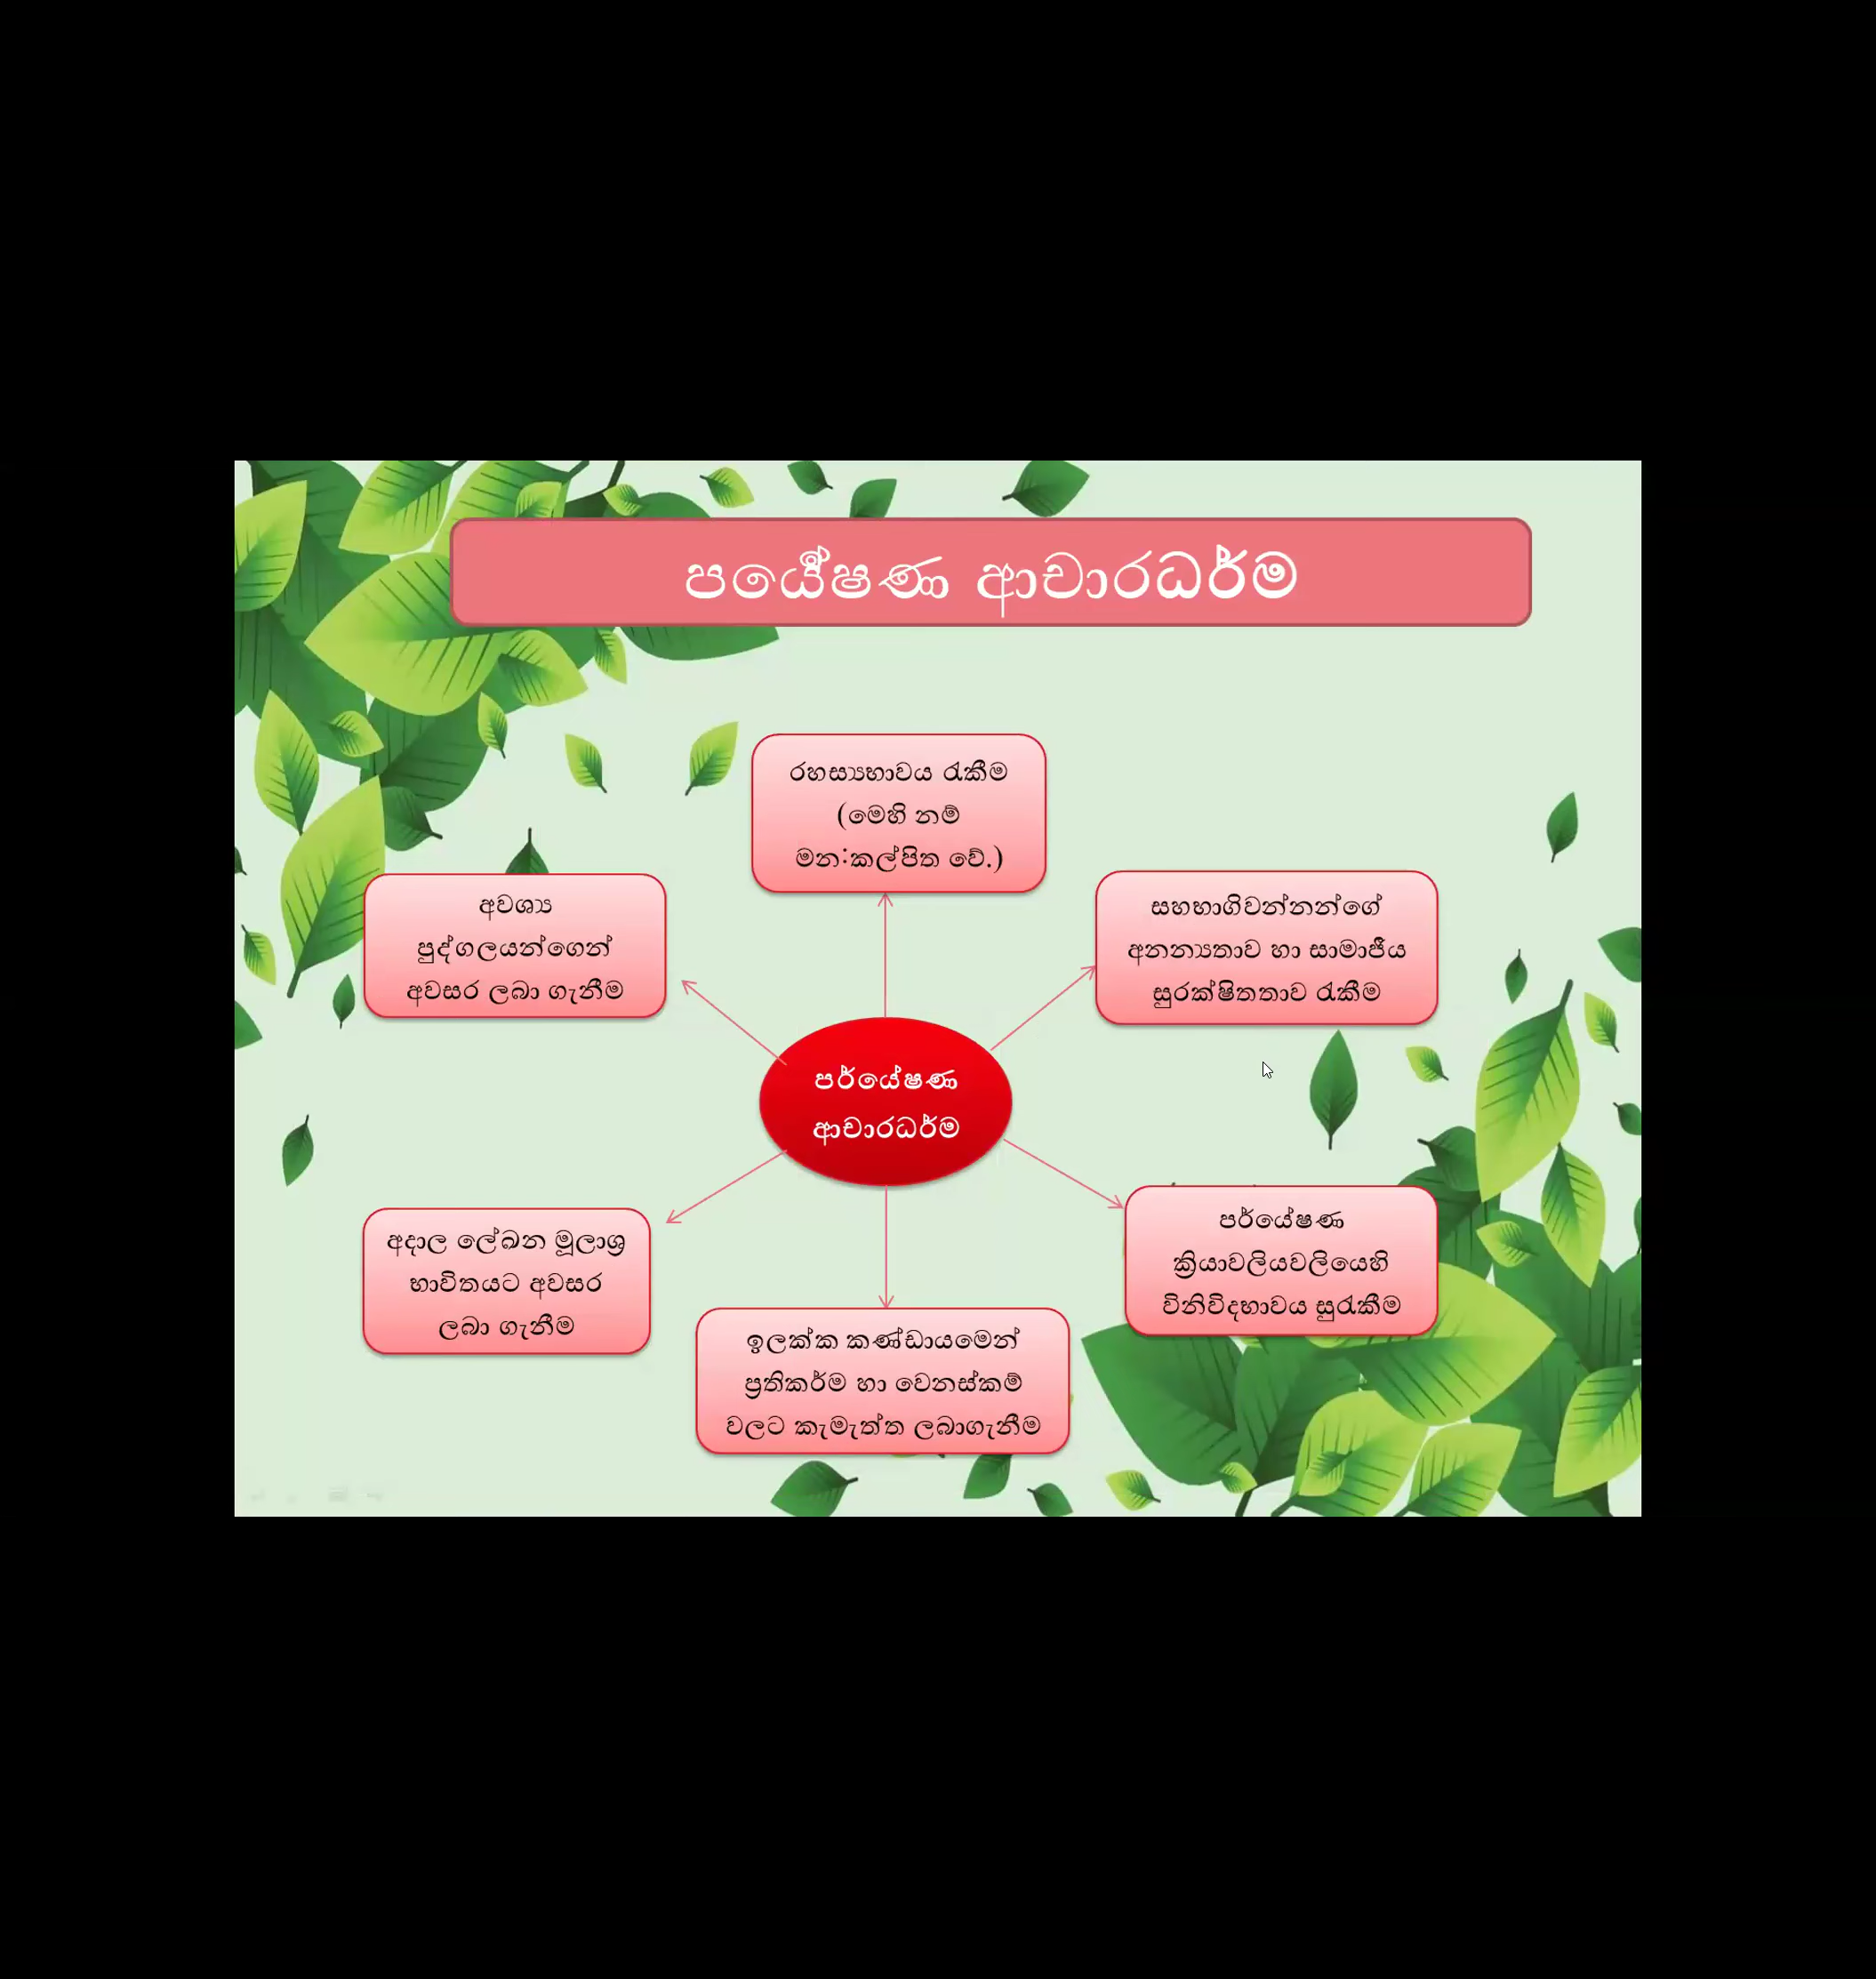 පර්යේෂණ ආචාරධර්ම
රහස්‍යභාවය රැකීම
(මෙහි නම්
මන:කල්පිත වේ.)
සහභාගිවන්නන්ගේ
අනන්‍යතාව හා සාමාජීය
සුරක්ෂිතතාව රැකීම
පර්යේෂණ
ක්‍රියාවලියවලියෙහි
විනිවිදභාවය සුරැකීම
ඉලක්ක කණ්ඩායමෙන්
ප්‍රතිකර්ම හා වෙනස්කම්
වලට කැමැත්ත ලබාගැනීම
අදාල ලේඛන මූලාශ්‍ර
භාවිතයට අවසර
ලබා ගැනීම
අවශ්‍ය
පුද්ගලයන්ගෙන්
අවසර ලබා ගැනීම
පර්යේෂණ
ආචාරධර්ම